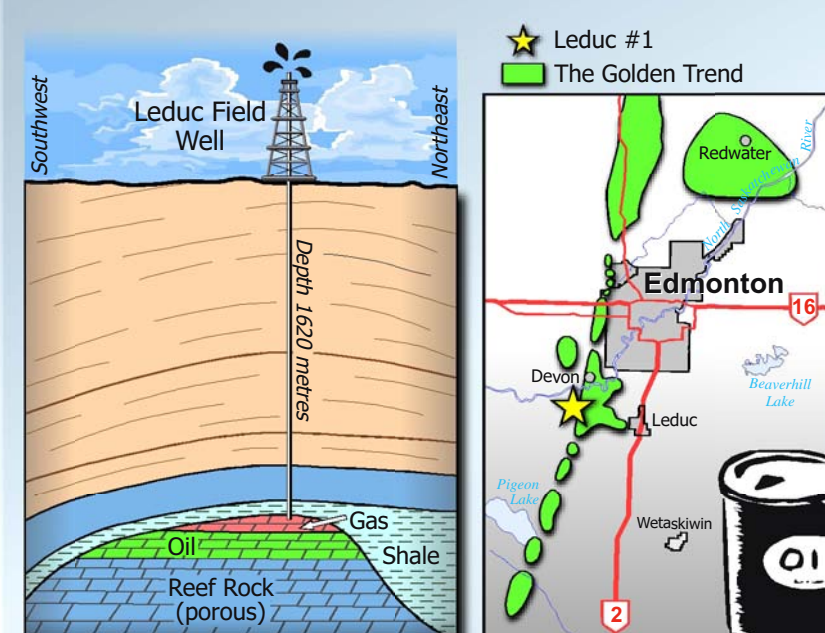 Southwest
Leduc Field
Well
Northeast
Depth 1620 metres
Gas
Oil
Shale
Reef Rock
(porous)
Leduc #1
The Golden Trend
Redwater
North Saskatchewan River
Edmonton
16
Devon
Beaverhill
Lake
Leduc
Pigeon
Lake
Wetaskiwin
2
OI